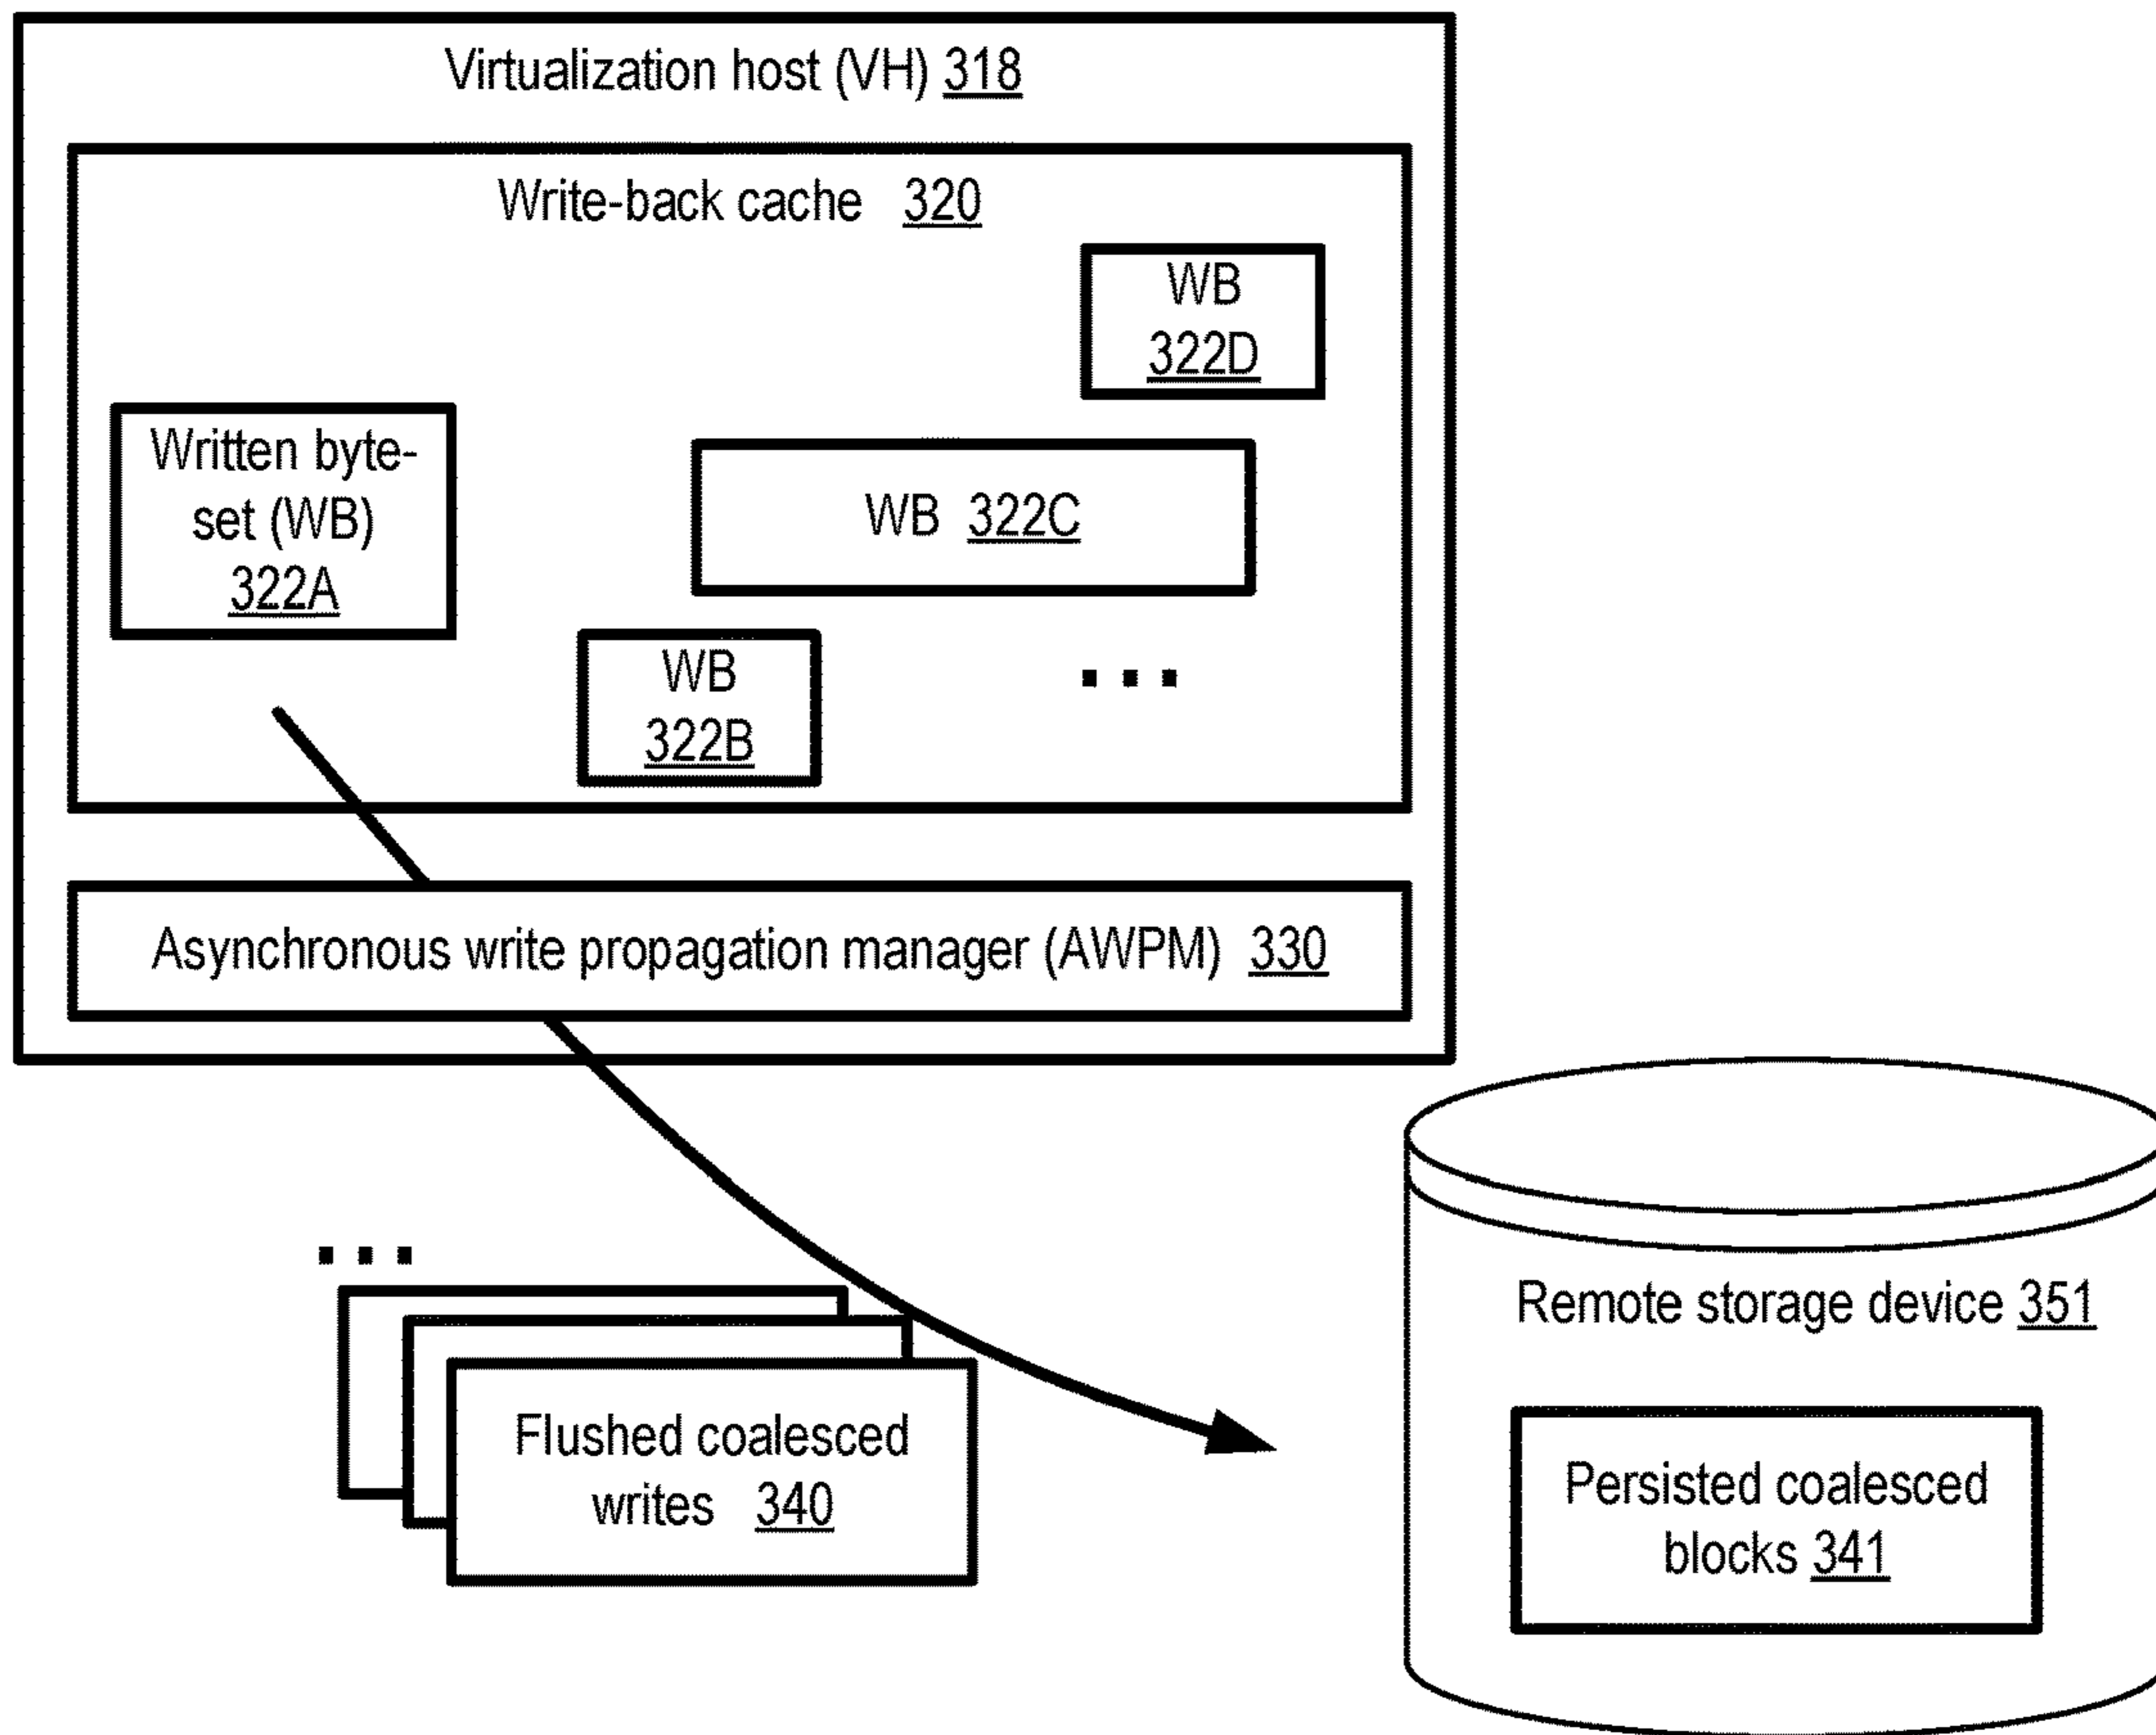 Virtualization host (VH) 318
Write-back cache 320
WB
322D
Written byte-
set (WB)
322A
WB 322C
WB
322B
...
Asynchronous write propagation manager (AWPM) 330
...
Remote storage device 351
Flushed coalesced
writes 340
Persisted coalesced
blocks 341